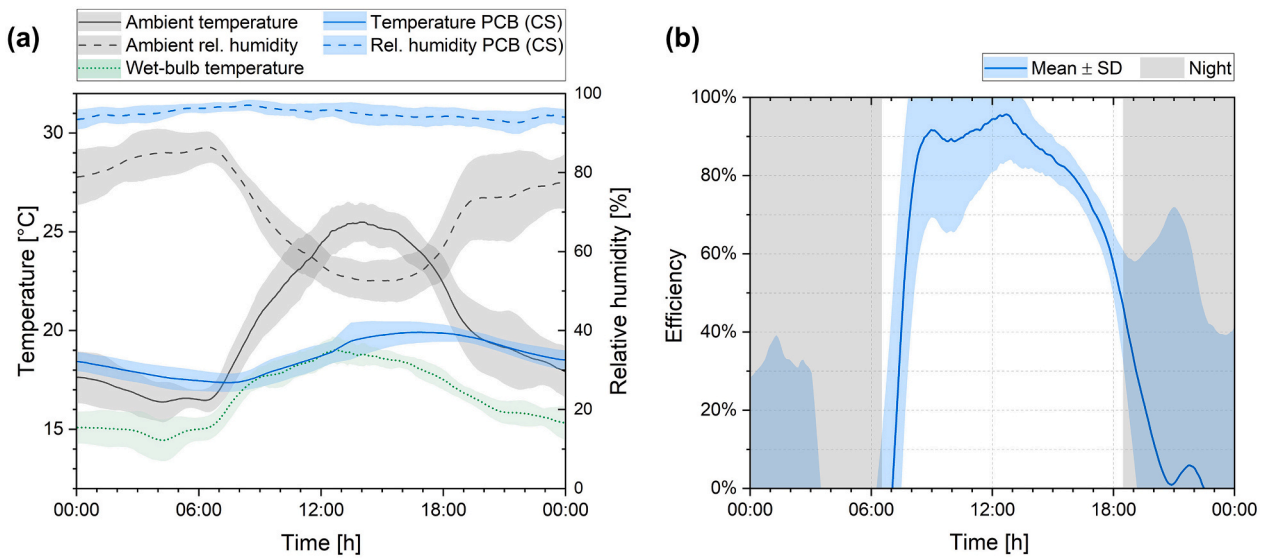 (a)
Ambient temperature
Temperature PCB (CS)
Ambient rel. humidity
Rel. humidity PCB (CS)
Wet-bulb temperature
30
25
20
15
Temperature [°C]
100
80
60
40
20
0
Relative humidity [%]
00:00
06:00
12:00
18:00
00:00
Time [h]
(b)
Mean ± SD
Night
100%
80%
60%
40%
20%
0%
Efficiency
00:00
06:00
12:00
18:00
00:00
Time [h]